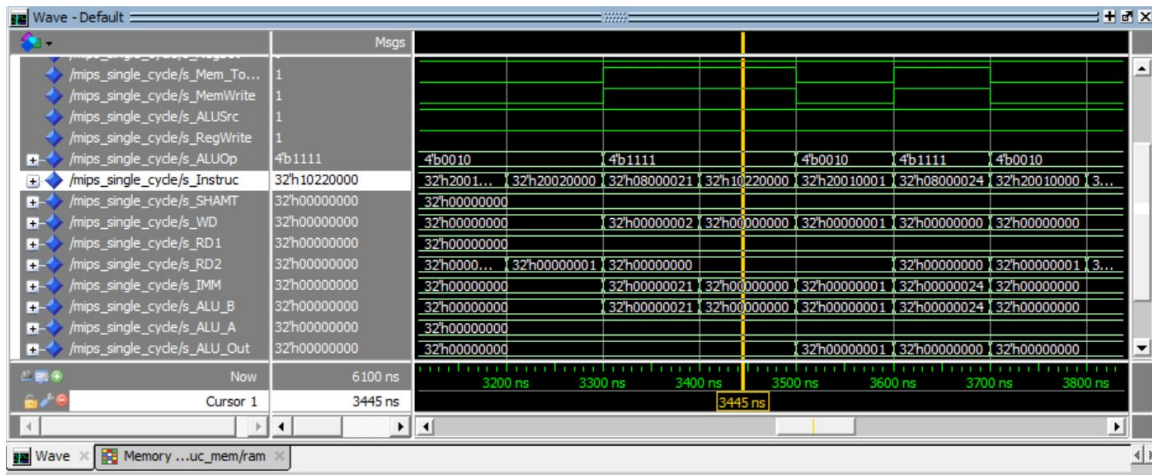 Wave - Default
Msgs
/mips_single_cycle/s_Mem_To... 1
/mips_single_cycle/s_MemWrite 1
/mips_single_cycle/s_ALUSrc 1
/mips_single_cycle/s_RegWrite 1
/mips_single_cycle/s_ALUOp 4'b1111 4'b0010 4'b1111 4'b0010 4'b1111 4'b0010
/mips_single_cycle/s_Instruc 32'h10220000 32'h2001... 32'h20020000 32'h08000021 32'h10220000 32'h20010001 32'h08000024 32'h20010000 3...
/mips_single_cycle/s_SHAMT 32'h00000000 32'h00000000
/mips_single_cycle/s_WD 32'h00000000 32'h00000000 32'h00000002 32'h00000000 32'h00000001 32'h00000000 32'h00000000
/mips_single_cycle/s_RD1 32'h00000000 32'h00000000
/mips_single_cycle/s_RD2 32'h00000000 32'h0000... 32'h00000001 32'h00000000 32'h00000000 32'h00000001 3...
/mips_single_cycle/s_IMM 32'h00000000 32'h00000000 32'h00000021 32'h00000000 32'h00000001 32'h00000024 32'h00000000
/mips_single_cycle/s_ALU_B 32'h00000000 32'h00000000 32'h00000021 32'h00000000 32'h00000001 32'h00000024 32'h00000000
/mips_single_cycle/s_ALU_A 32'h00000000 32'h00000000
/mips_single_cycle/s_ALU_Out 32'h00000000 32'h00000000 32'h00000001 32'h00000000 32'h00000000
Now 6100 ns 3200 ns 3300 ns 3400 ns 3500 ns 3600 ns 3700 ns 3800 ns
Cursor 1 3445 ns 3445 ns
Wave Memory ...uc_mem/ram